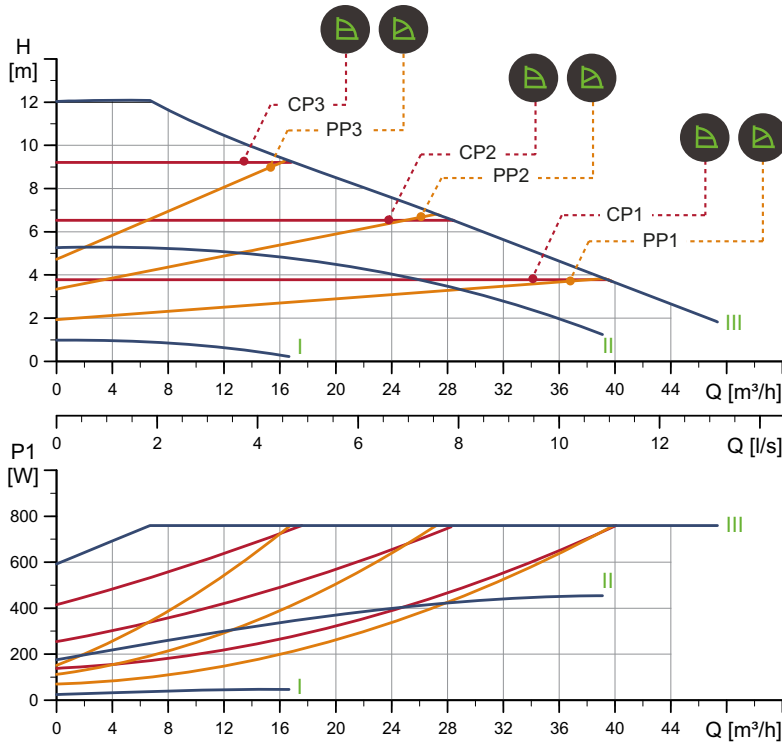 H
[m]
12
10
8
6
4
2
0
CP3
PP3
CP2
PP2
CP1
PP1
I
II
III
0 4 8 12 16 20 24 28 32 36 40 44 Q [m³/h]
0 2 4 6 8 10 12 Q [l/s]
P1
[W]
800
600
400
200
0
III
II
I
0 4 8 12 16 20 24 28 32 36 40 44 Q [m³/h]